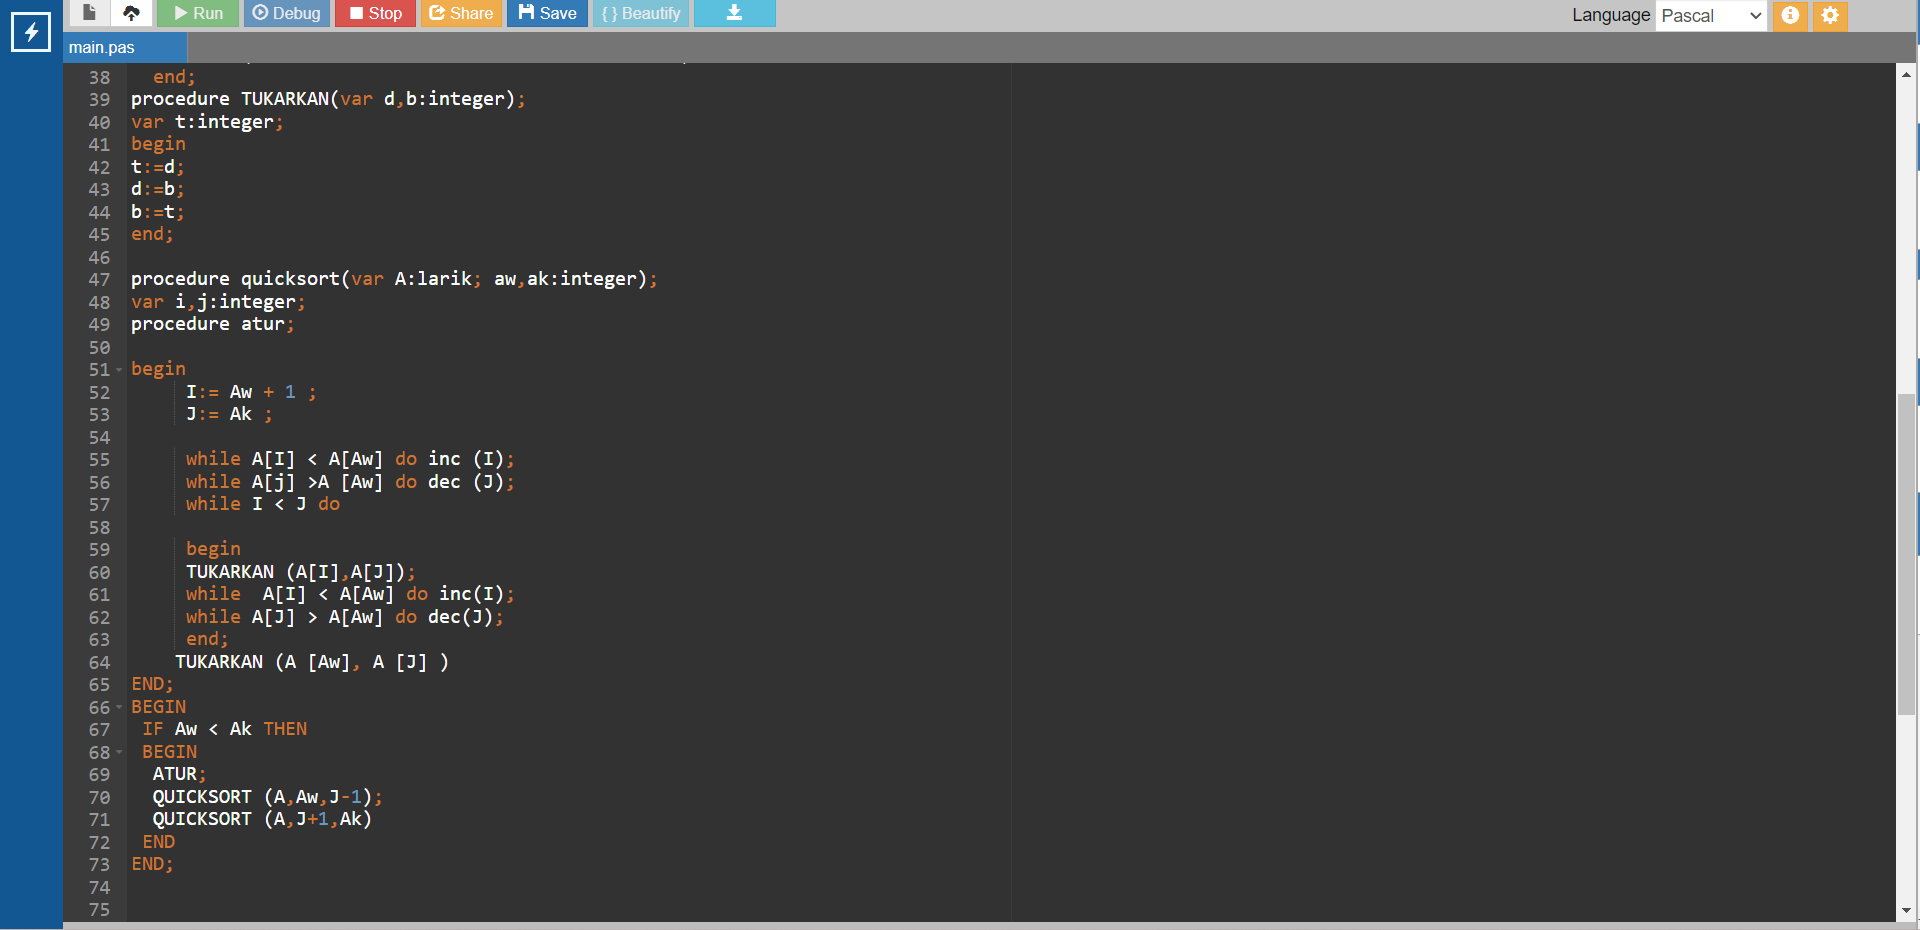 Run Debug Stop Share Save { } Beautify Language Pascal
main.pas
38 end;
39 procedure TUKARKAN(var d,b:integer);
40 var t:integer;
41 begin
42 t:=d;
43 d:=b;
44 b:=t;
45 end;
46
47 procedure quicksort(var A:larik; aw,ak:integer);
48 var i,j:integer;
49 procedure atur;
50
51 begin
52 I:= Aw + 1 ;
53 J:= Ak ;
54
55 while A[I] < A[Aw] do inc (I);
56 while A[j] >A [Aw] do dec (J);
57 while I < J do
58
59 begin
60 TUKARKAN (A[I],A[J]);
61 while  A[I] < A[Aw] do inc(I);
62 while A[J] > A[Aw] do dec(J);
63 end;
64 TUKARKAN (A [Aw], A [J] )
65 END;
66 BEGIN
67 IF Aw < Ak THEN
68 BEGIN
69 ATUR;
70 QUICKSORT (A,Aw,J-1);
71 QUICKSORT (A,J+1,Ak)
72 END
73 END;
74
75